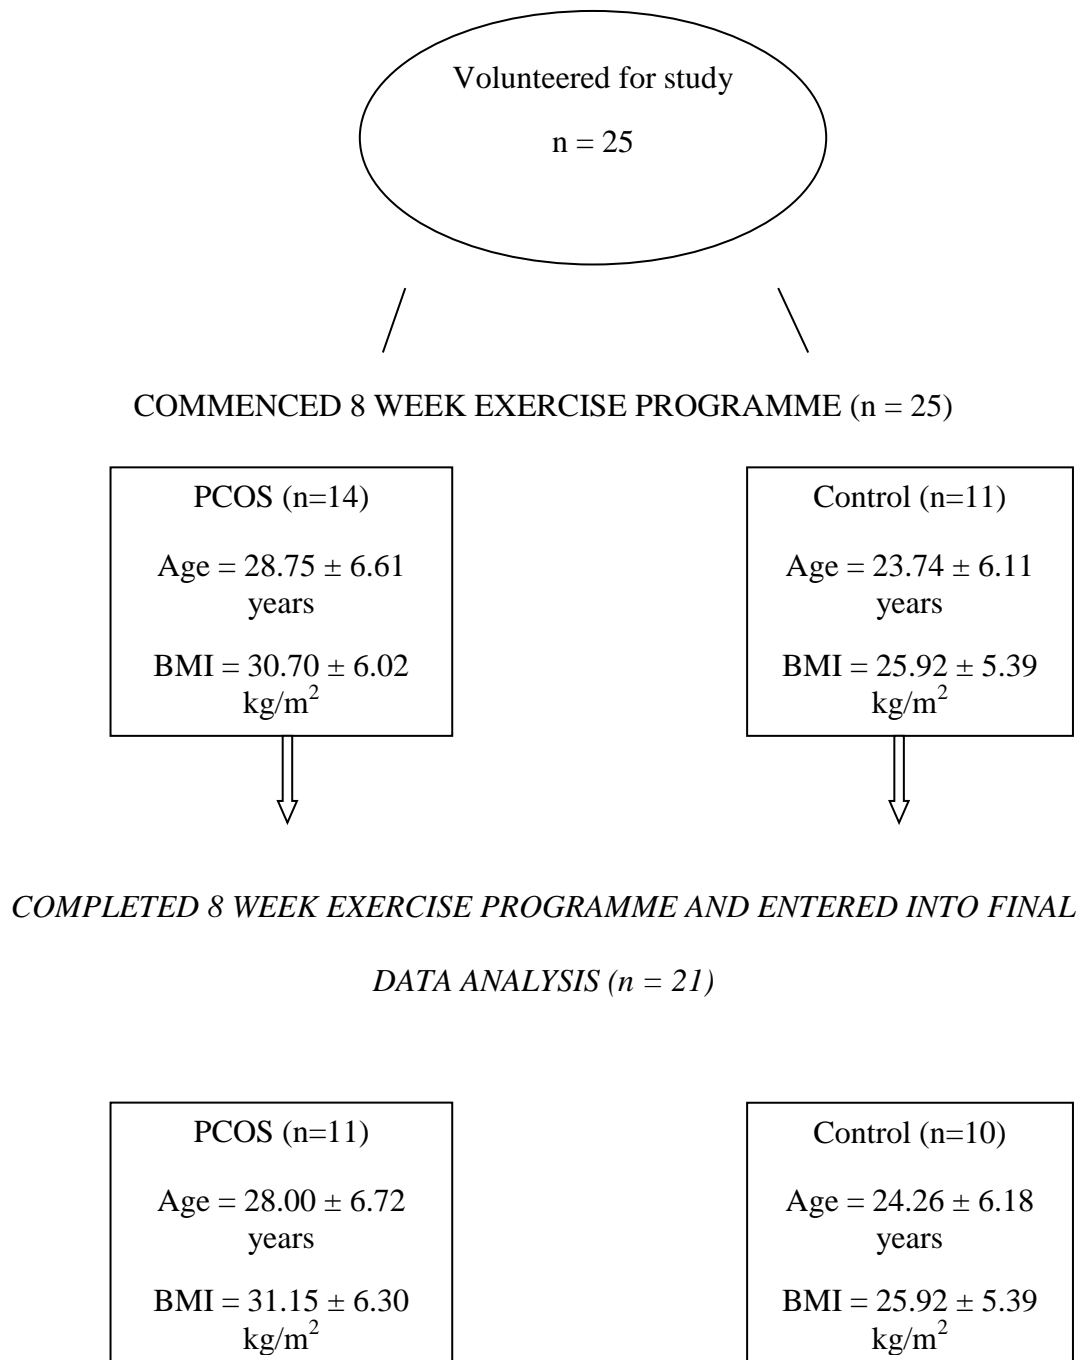 Volunteered for study
n = 25
COMMENCED 8 WEEK EXERCISE PROGRAMME (n = 25)
PCOS (n=14)
Age = 28.75 ± 6.61
years
BMI = 30.70 ± 6.02
kg/m²
Control (n=11)
Age = 23.74 ± 6.11
years
BMI = 25.92 ± 5.39
kg/m²
COMPLETED 8 WEEK EXERCISE PROGRAMME AND ENTERED INTO FINAL
DATA ANALYSIS (n = 21)
PCOS (n=11)
Age = 28.00 ± 6.72
years
BMI = 31.15 ± 6.30
kg/m²
Control (n=10)
Age = 24.26 ± 6.18
years
BMI = 25.92 ± 5.39
kg/m²